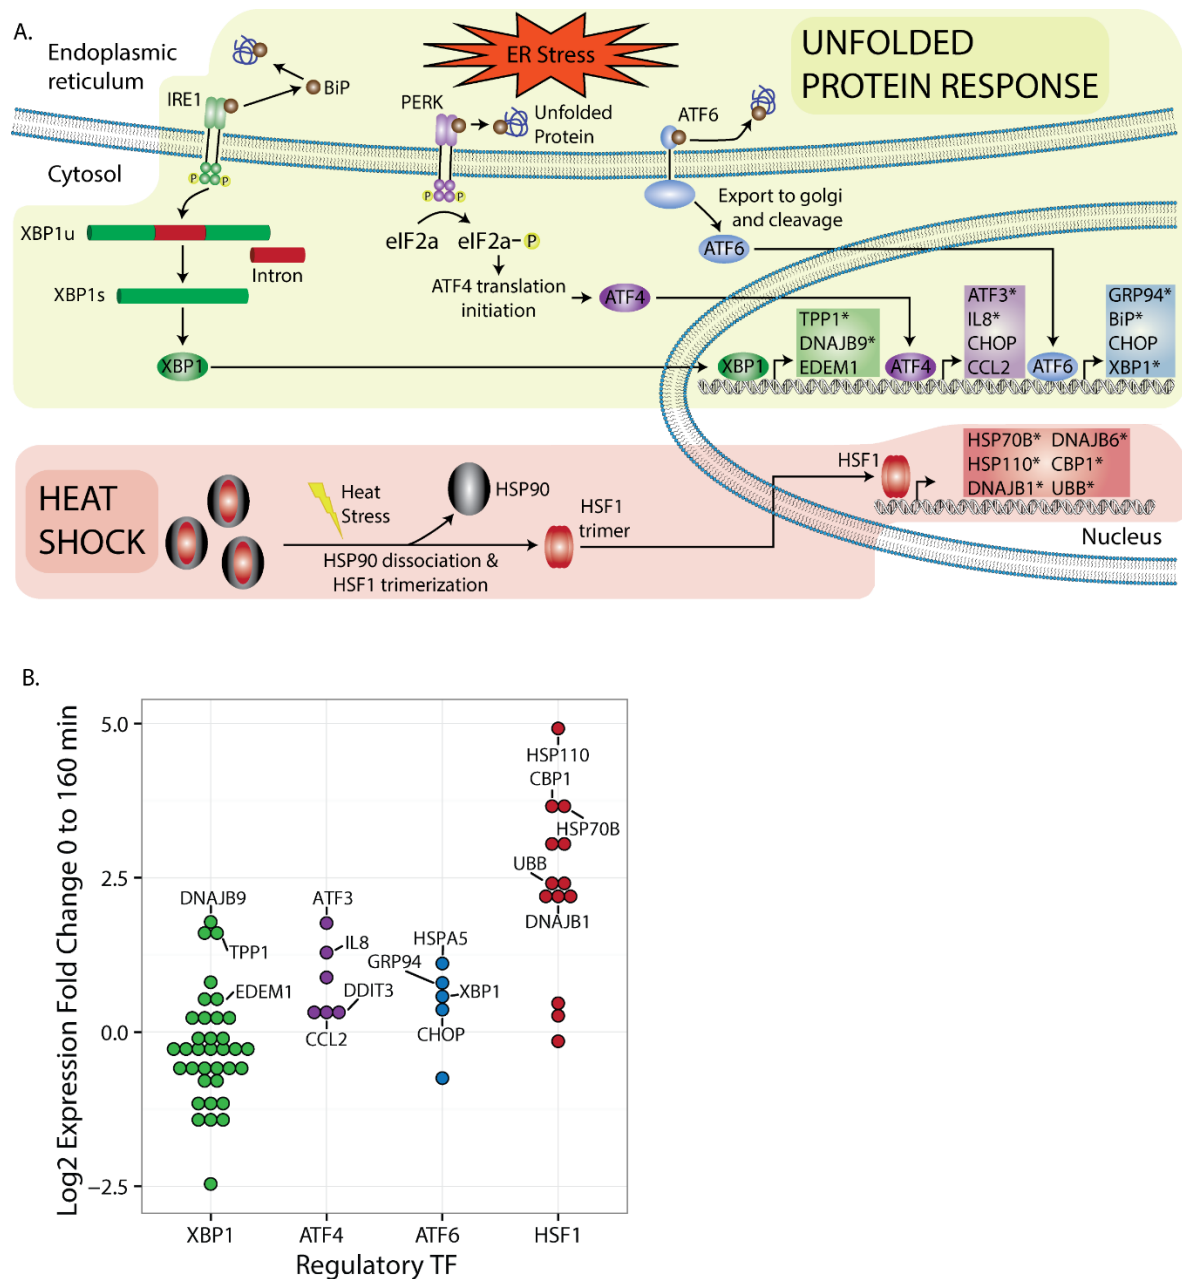 A.
Endoplasmic
reticulum
ER Stress
UNFOLDED
PROTEIN RESPONSE
IRE1
BiP
PERK
Unfolded
Protein
ATF6
Cytosol
P P
P P
Export to golgi
and cleavage
XBP1u
Intron
eIF2a eIF2a-P
ATF6
XBP1s
ATF4 translation
initiation
ATF4
XBP1
XBP1
TPP1*
DNAJB9*
EDEM1
ATF4
ATF3*
IL8*
CHOP
CCL2
ATF6
GRP94*
BiP*
CHOP
XBP1*
HEAT
SHOCK
Heat
Stress
HSP90
HSP90 dissociation &
HSF1 trimerization
HSF1
trimer
HSF1
HSP70B* DNAJB6*
HSP110* CBP1*
DNAJB1* UBB*
Nucleus
B.
Log2 Expression Fold Change 0 to 160 min
5.0
2.5
0.0
−2.5
DNAJB9
TPP1
EDEM1
ATF3
IL8
DDIT3
CCL2
HSPA5
GRP94
XBP1
CHOP
HSP110
CBP1
HSP70B
UBB
DNAJB1
XBP1 ATF4 ATF6 HSF1
Regulatory TF